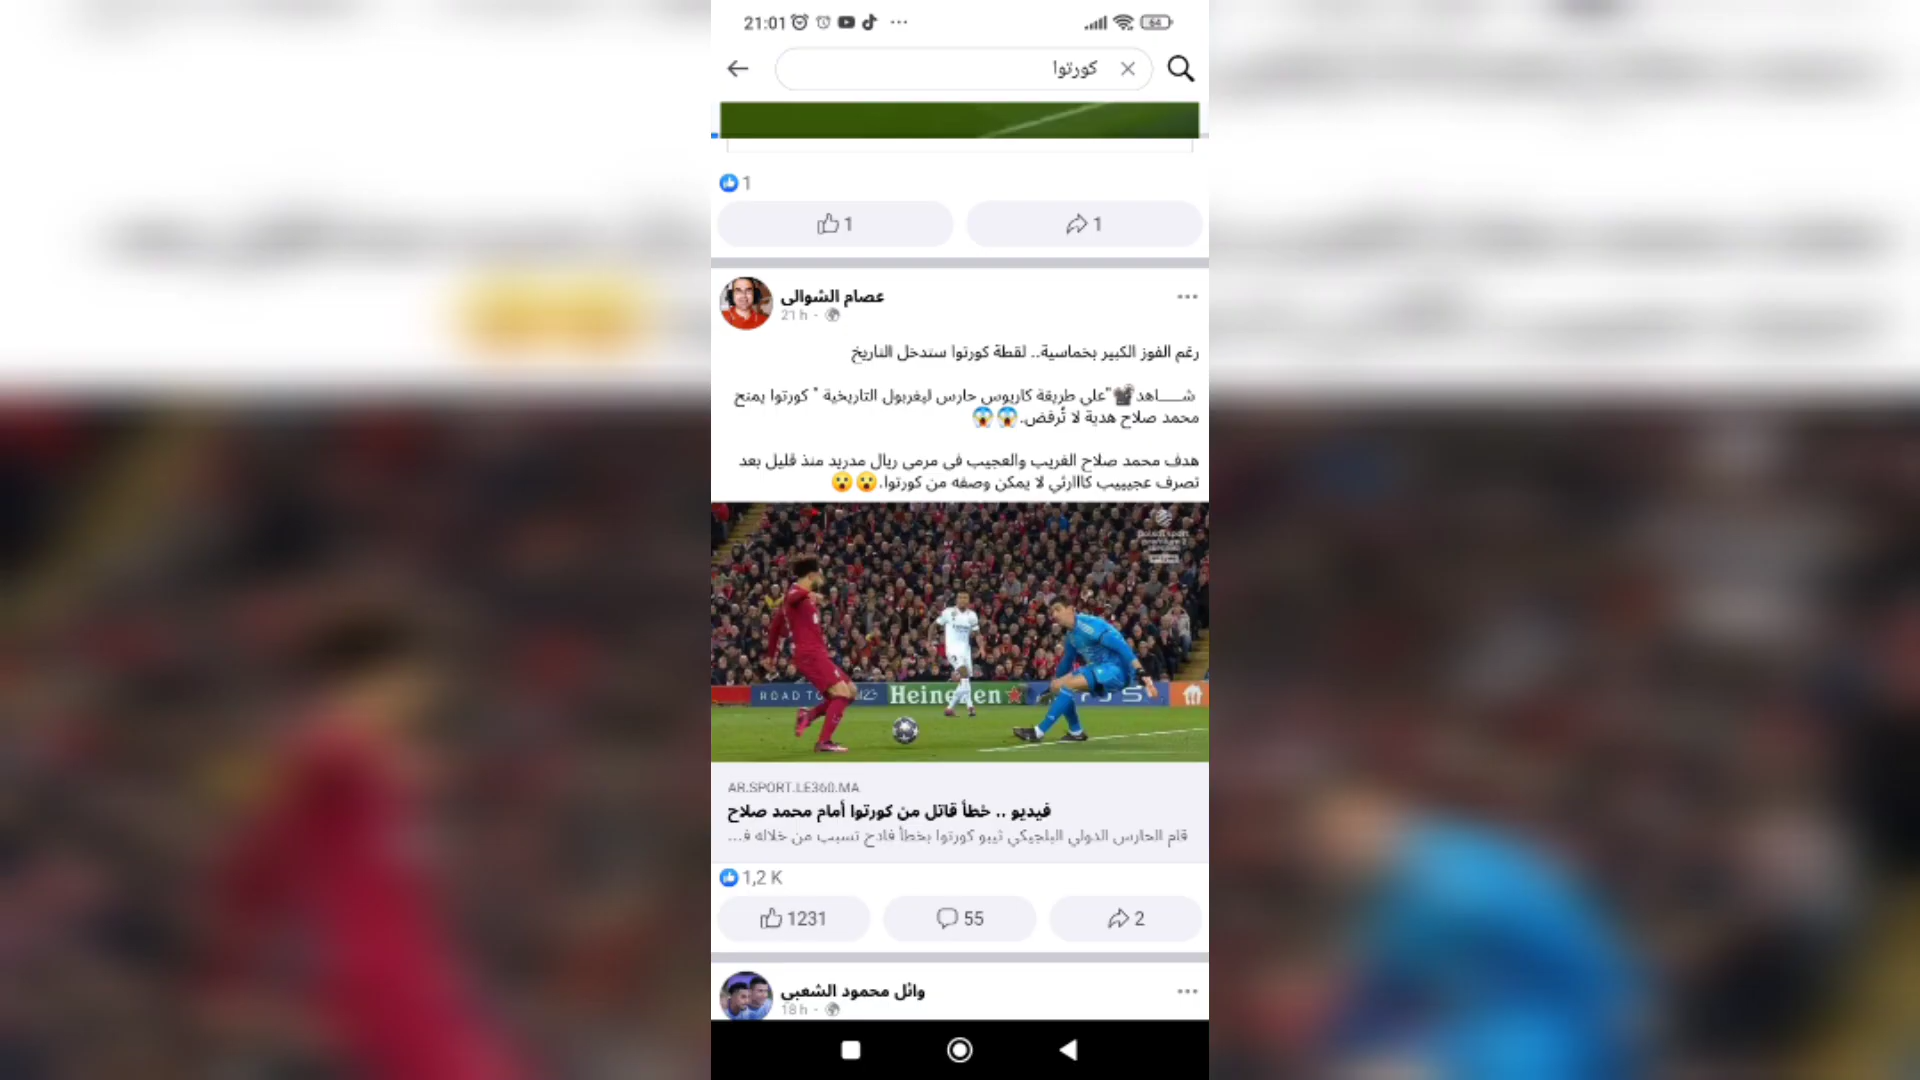 21:01
64
كورتوا
1
1
1
عصام الشوالي
21 h
رغم الفوز الكبير بخماسية.. لقطة كورتوا ستدخل التاريخ
شـــاهد📽"على طريقة كاريوس حارس ليفربول التاريخية " كورتوا يمنح
محمد صلاح هدية لا تُرفض.😱😱
هدف محمد صلاح الغريب والعجيب في مرمى ريال مدريد منذ قليل بعد
تصرف عجيييب كااارثي لا يمكن وصفه من كورتوا.😮😮
ROAD TO
Heineken
PS5
AR.SPORT.LE360.MA
فيديو .. خطأ قاتل من كورتوا أمام محمد صلاح
قام الحارس الدولي البلجيكي تيبو كورتوا بخطأ فادح تسبب من خلاله ف...
1,2 K
1231
55
2
وائل محمود الشعبي
18 h